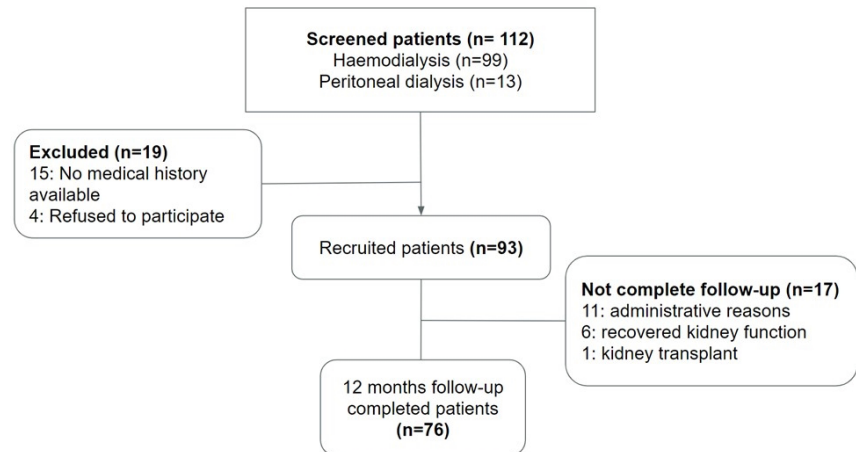 Screened patients (n= 112)
Haemodialysis (n=99)
Peritoneal dialysis (n=13)
Excluded (n=19)
15: No medical history
available
4: Refused to participate
Recruited patients (n=93)
Not complete follow-up (n=17)
11: administrative reasons
6: recovered kidney function
1: kidney transplant
12 months follow-up
completed patients
(n=76)